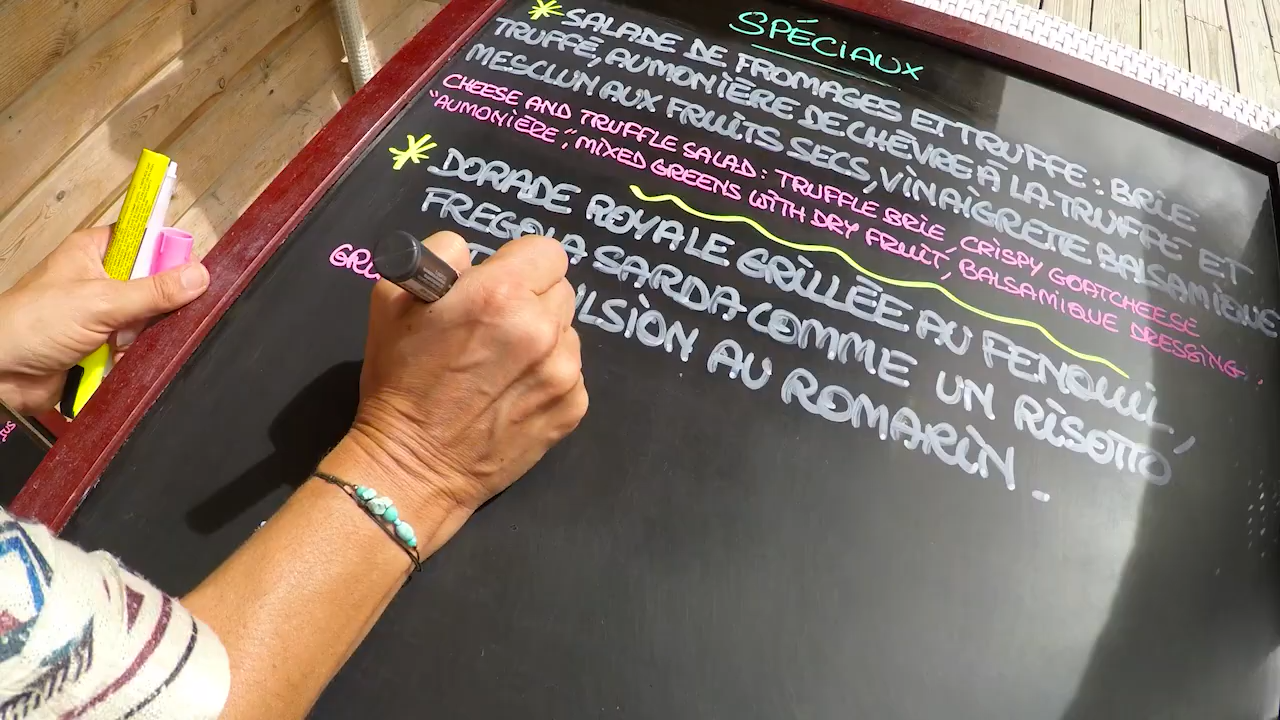 SPÉCIAUX
*SALADE DE FROMAGES ET TRUFFE : BRIE
TRUFFÉ, AUMONIÈRE DE CHÈVRE À LA TRUFFE ET
MESCLUN AUX FRUITS SECS, VINAIGRETTE BALSAMIQUE
CHEESE AND TRUFFLE SALAD : TRUFFLE BRIE, CRISPY GOATCHEESE
"AUMONIÈRE", MIXED GREENS WITH DRY FRUIT, BALSAMIQUE DRESSING..
* DORADE ROYALE GRILLÉE AU FENOUIL,
FREGOLA SARDA COMME UN RISOTTO
AU ROMARIN.